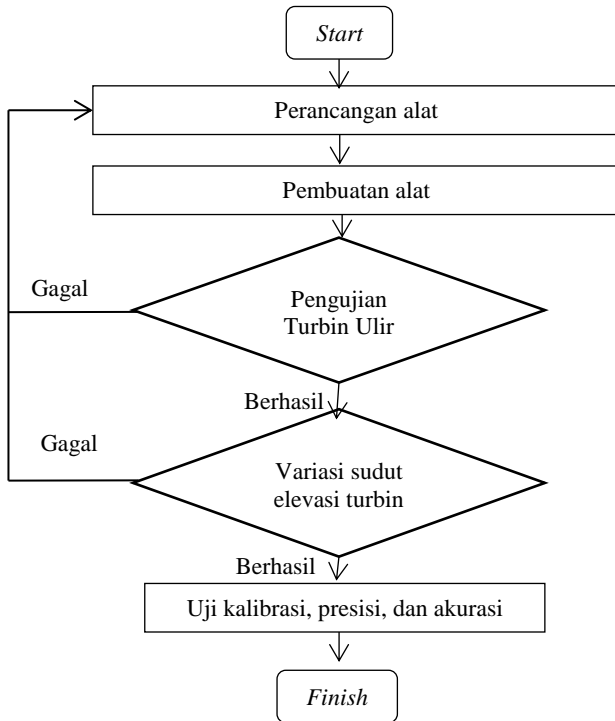 Start
Perancangan alat
Pembuatan alat
Gagal
Pengujian
Turbin Ulir
Berhasil
Gagal
Variasi sudut
elevasi turbin
Berhasil
Uji kalibrasi, presisi, dan akurasi
Finish